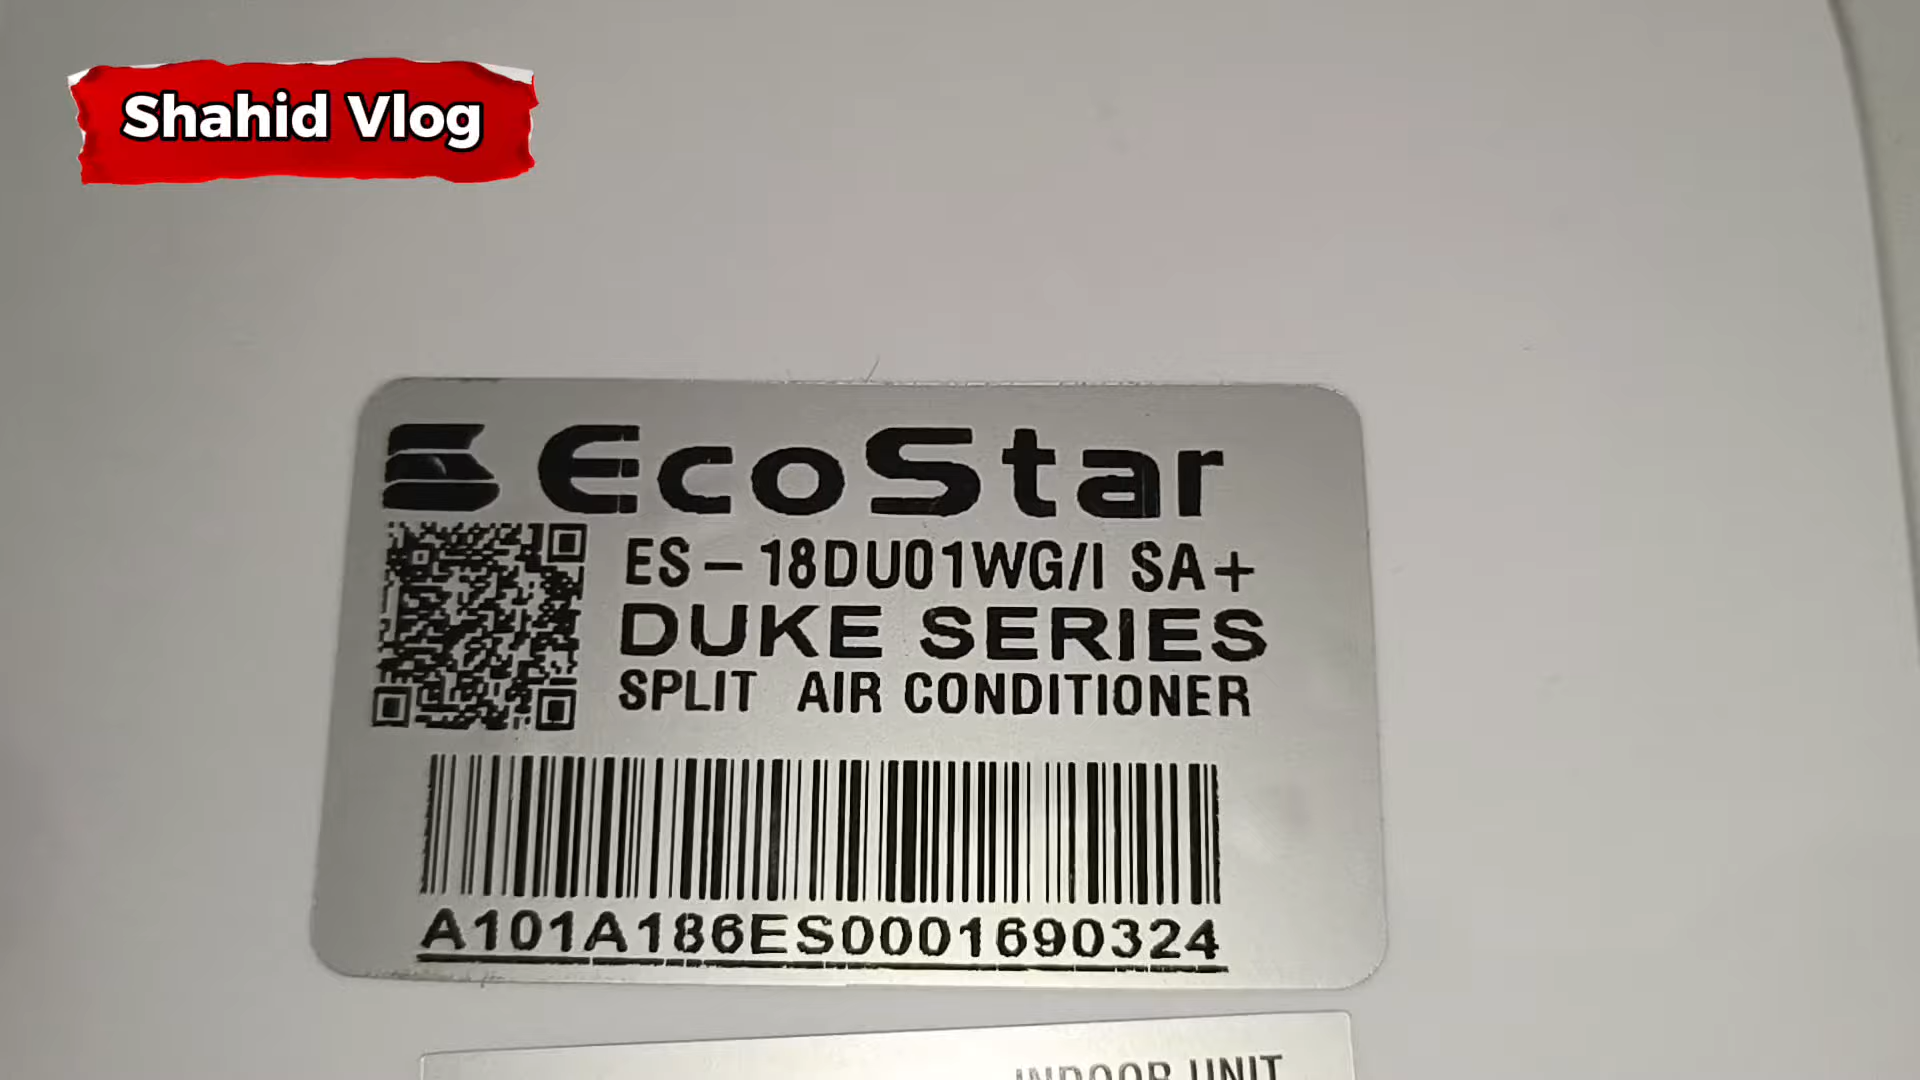 Shahid Vlog
EcoStar
ES-18DU01WG/I SA+
DUKE SERIES
SPLIT AIR CONDITIONER
A101A186ES0001690324
INDOOR UNIT